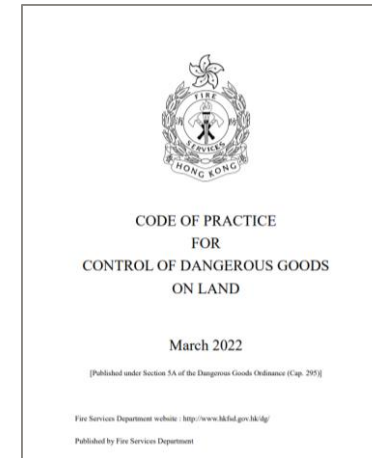 FIRE
SERVICES
HONG KONG
CODE OF PRACTICE
FOR
CONTROL OF DANGEROUS GOODS
ON LAND
March 2022
[Published under Section 5A of the Dangerous Goods Ordinance (Cap. 295)]
Fire Services Department website : http://www.hkfsd.gov.hk/dg/
Published by Fire Services Department